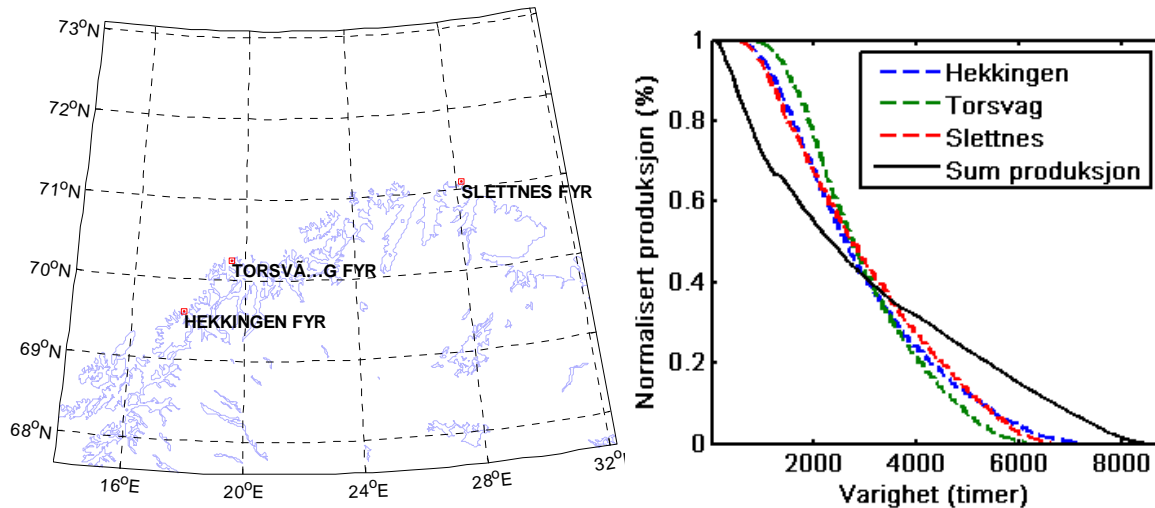 73°N
72°N
71°N
70°N
69°N
68°N
16°E
20°E
24°E
28°E
32°E
SLETTNES FYR
TORSVÃ…G FYR
HEKKINGEN FYR
Normalisert produksjon (%)
1
0.8
0.6
0.4
0.2
0
2000
4000
6000
8000
Varighet (timer)
Hekkingen
Torsvag
Slettnes
Sum produksjon